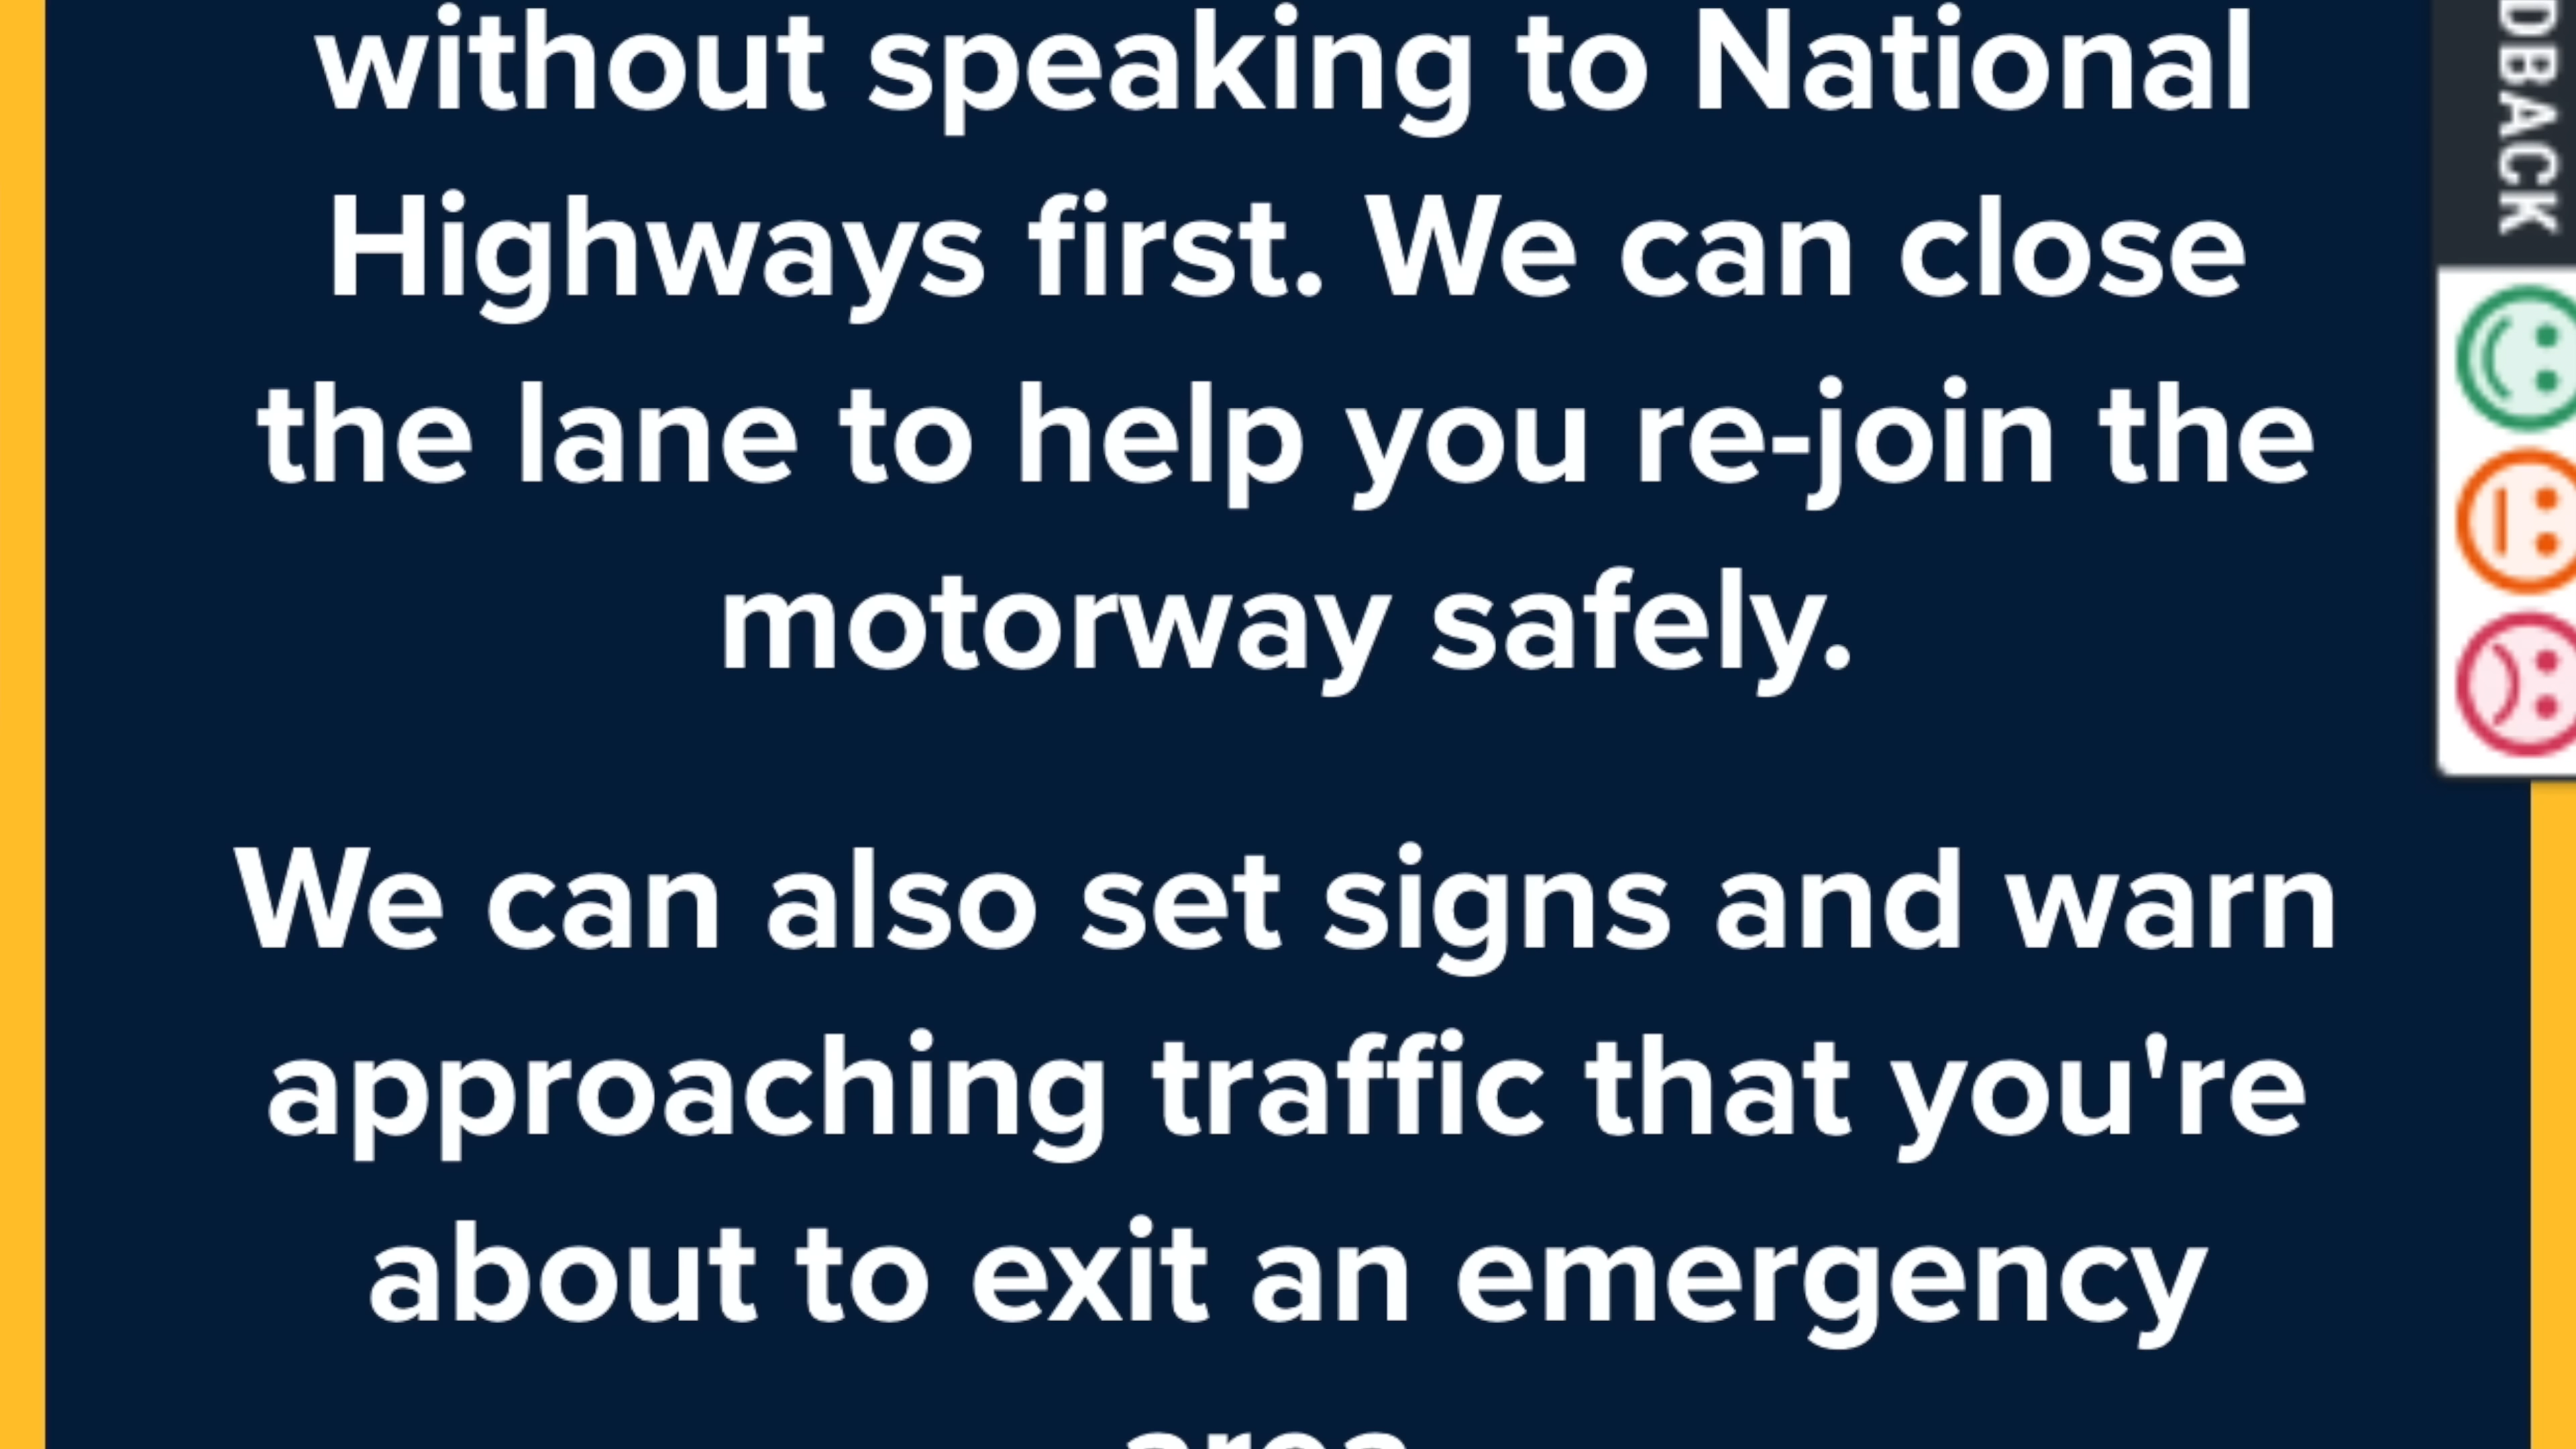 without speaking to National
Highways first. We can close
the lane to help you re-join the
motorway safely.
We can also set signs and warn
approaching traffic that you're
about to exit an emergency
area
DBACK